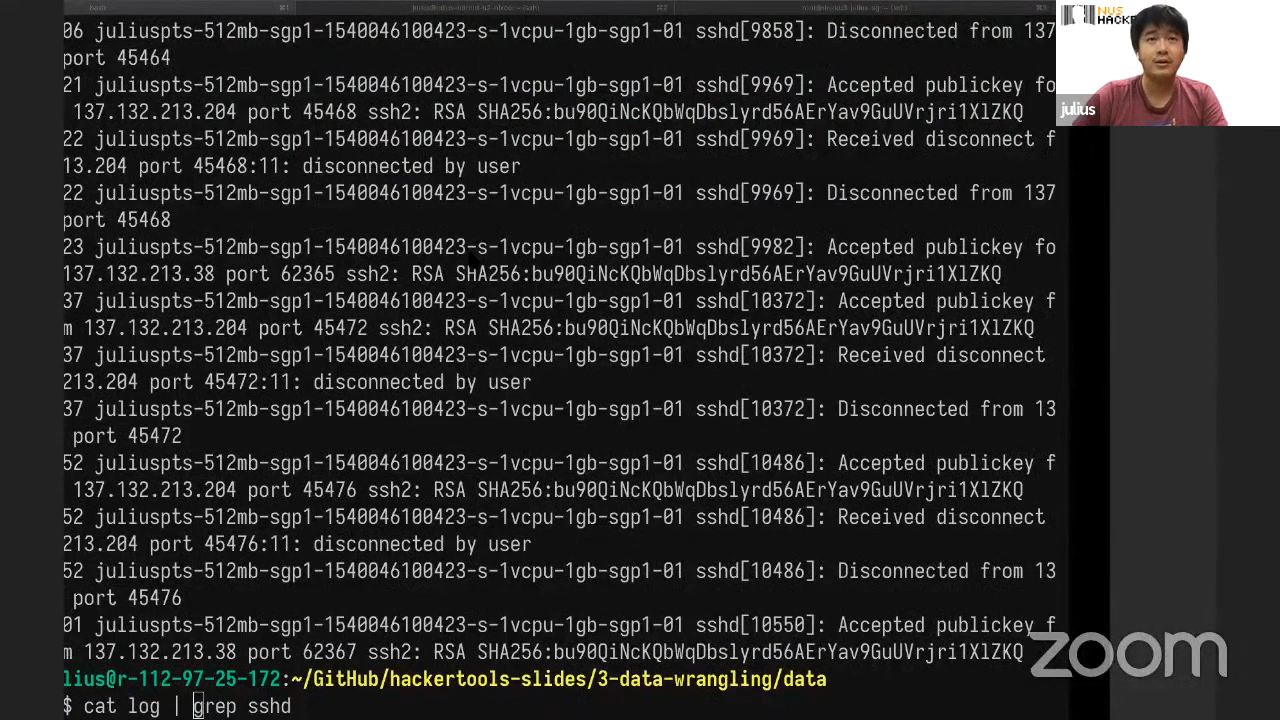 06 juliuspts-512mb-sgp1-1540046100423-s-1vcpu-1gb-sgp1-01 sshd[9858]: Disconnected from 137
port 45464
21 juliuspts-512mb-sgp1-1540046100423-s-1vcpu-1gb-sgp1-01 sshd[9969]: Accepted publickey fo
137.132.213.204 port 45468 ssh2: RSA SHA256:bu90QiNcKQbWqDbslyrd56AErYav9GuUVrjri1XlZKQ
22 juliuspts-512mb-sgp1-1540046100423-s-1vcpu-1gb-sgp1-01 sshd[9969]: Received disconnect f
13.204 port 45468:11: disconnected by user
22 juliuspts-512mb-sgp1-1540046100423-s-1vcpu-1gb-sgp1-01 sshd[9969]: Disconnected from 137
port 45468
23 juliuspts-512mb-sgp1-1540046100423-s-1vcpu-1gb-sgp1-01 sshd[9982]: Accepted publickey fo
137.132.213.38 port 62365 ssh2: RSA SHA256:bu90QiNcKQbWqDbslyrd56AErYav9GuUVrjri1XlZKQ
37 juliuspts-512mb-sgp1-1540046100423-s-1vcpu-1gb-sgp1-01 sshd[10372]: Accepted publickey f
m 137.132.213.204 port 45472 ssh2: RSA SHA256:bu90QiNcKQbWqDbslyrd56AErYav9GuUVrjri1XlZKQ
37 juliuspts-512mb-sgp1-1540046100423-s-1vcpu-1gb-sgp1-01 sshd[10372]: Received disconnect
213.204 port 45472:11: disconnected by user
37 juliuspts-512mb-sgp1-1540046100423-s-1vcpu-1gb-sgp1-01 sshd[10372]: Disconnected from 13
port 45472
52 juliuspts-512mb-sgp1-1540046100423-s-1vcpu-1gb-sgp1-01 sshd[10486]: Accepted publickey f
137.132.213.204 port 45476 ssh2: RSA SHA256:bu90QiNcKQbWqDbslyrd56AErYav9GuUVrjri1XlZKQ
52 juliuspts-512mb-sgp1-1540046100423-s-1vcpu-1gb-sgp1-01 sshd[10486]: Received disconnect
213.204 port 45476:11: disconnected by user
52 juliuspts-512mb-sgp1-1540046100423-s-1vcpu-1gb-sgp1-01 sshd[10486]: Disconnected from 13
port 45476
01 juliuspts-512mb-sgp1-1540046100423-s-1vcpu-1gb-sgp1-01 sshd[10550]: Accepted publickey f
m 137.132.213.38 port 62367 ssh2: RSA SHA256:bu90QiNcKQbWqDbslyrd56AErYav9GuUVrjri1XlZKQ
lius@r-112-97-25-172:~/GitHub/hackertools-slides/3-data-wrangling/data
$ cat log | grep sshd
NUS
julius
zoom